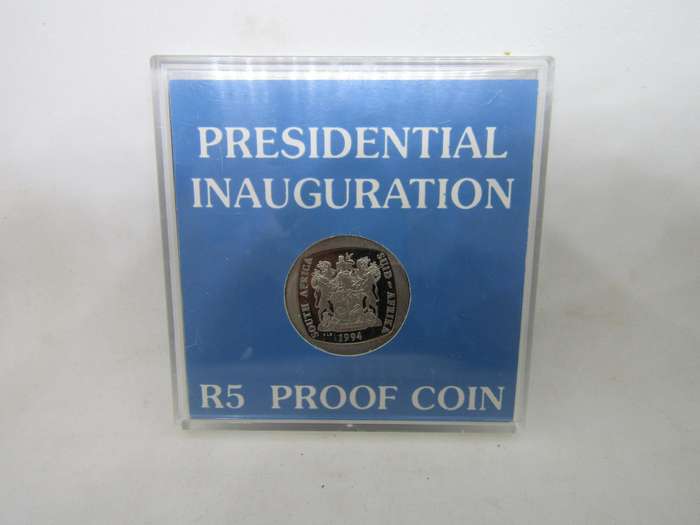 PRESIDENTIAL
INAUGURATION
SOUTH AFRICA
SUID-AFRIKA
1994
R5 PROOF COIN